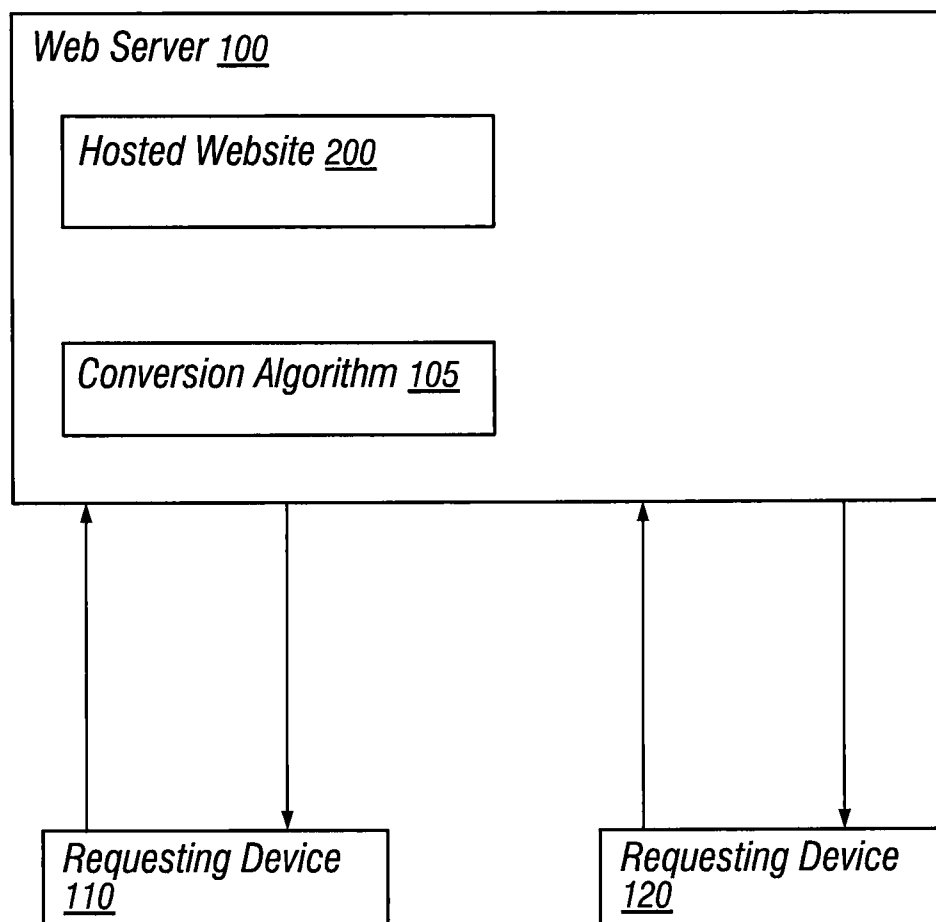 Web Server 100
Hosted Website 200
Conversion Algorithm 105
Requesting Device
110
Requesting Device
120